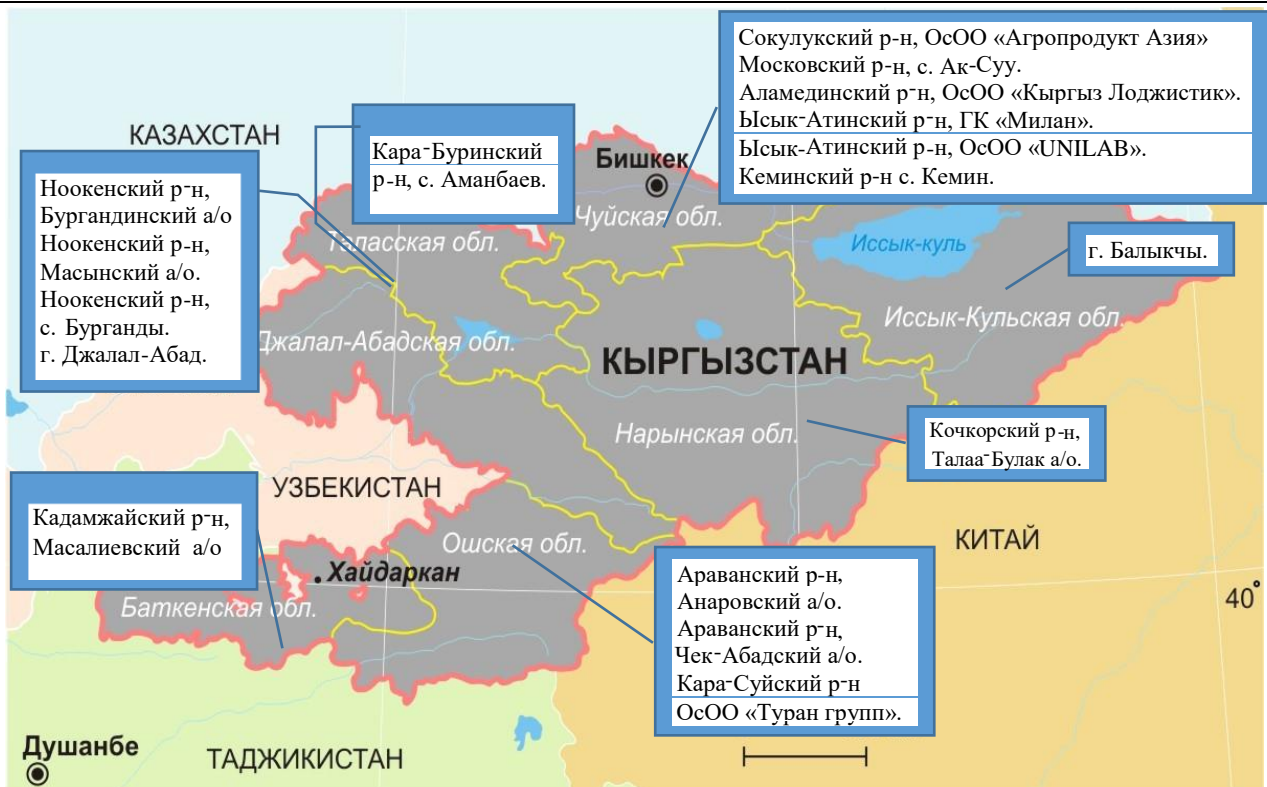 Сокулукский р-н, ОсОО «Агропродукт Азия»
Московский р-н, с. Ак-Суу.
Аламединский р-н, ОсОО «Кыргыз Лоджистик».
Ысык-Атинский р-н, ГК «Милан».
Ысык-Атинский р-н, ОсОО «UNILAB».
Кеминский р-н с. Кемин.
КАЗАХСТАН
Кара-Буринский
р-н, с. Аманбаев.
Бишкек
Ноокенский р-н,
Бургандинский а/о
Ноокенский р-н,
Масынский а/о.
Ноокенский р-н,
с. Бурганды.
г. Джалал-Абад.
Чуйская обл.
Таласская обл.
Иссык-куль
г. Балыкчы.
Иссык-Кульская обл.
Джалал-Абадская обл.
КЫРГЫЗСТАН
Нарынская обл.
Кочкорский р-н,
Талаа-Булак а/о.
УЗБЕКИСТАН
Кадамжайский р-н,
Масалиевский а/о
Ошская обл.
КИТАЙ
Хайдаркан
Баткенская обл.
Араванский р-н,
Анаровский а/о.
Араванский р-н,
Чек-Абадский а/о.
Кара-Суйский р-н
ОсОО «Туран групп».
40°
Душанбе
ТАДЖИКИСТАН